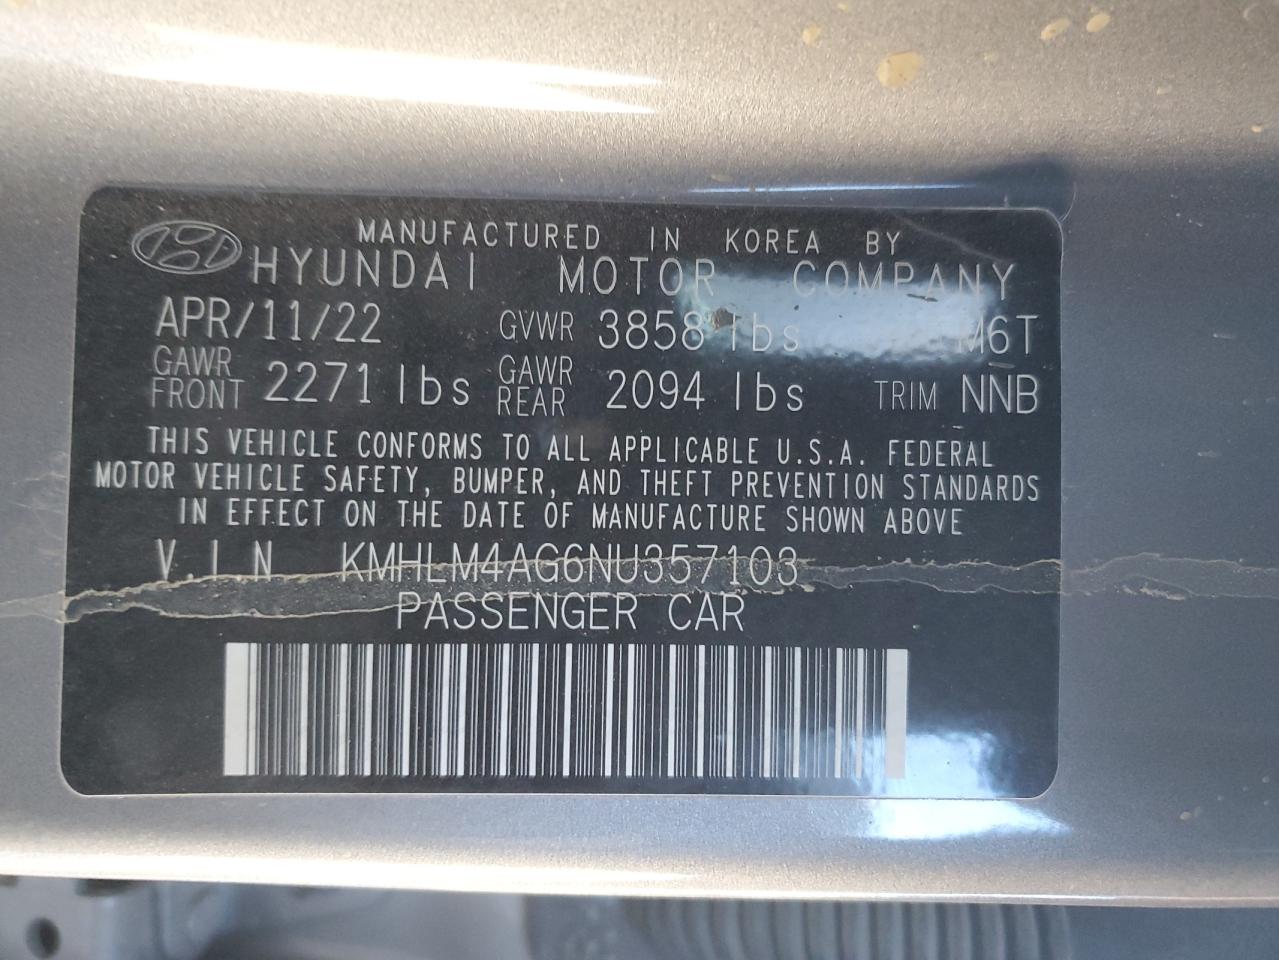 MANUFACTURED IN KOREA BY
HYUNDAI MOTOR COMPANY
APR/11/22 GVWR 3858 lbs M6T
GAWR FRONT 2271 lbs GAWR REAR 2094 lbs TRIM NNB
THIS VEHICLE CONFORMS TO ALL APPLICABLE U.S.A. FEDERAL
MOTOR VEHICLE SAFETY, BUMPER, AND THEFT PREVENTION STANDARDS
IN EFFECT ON THE DATE OF MANUFACTURE SHOWN ABOVE
V.I.N KMHLM4AG6NU357103
PASSENGER CAR